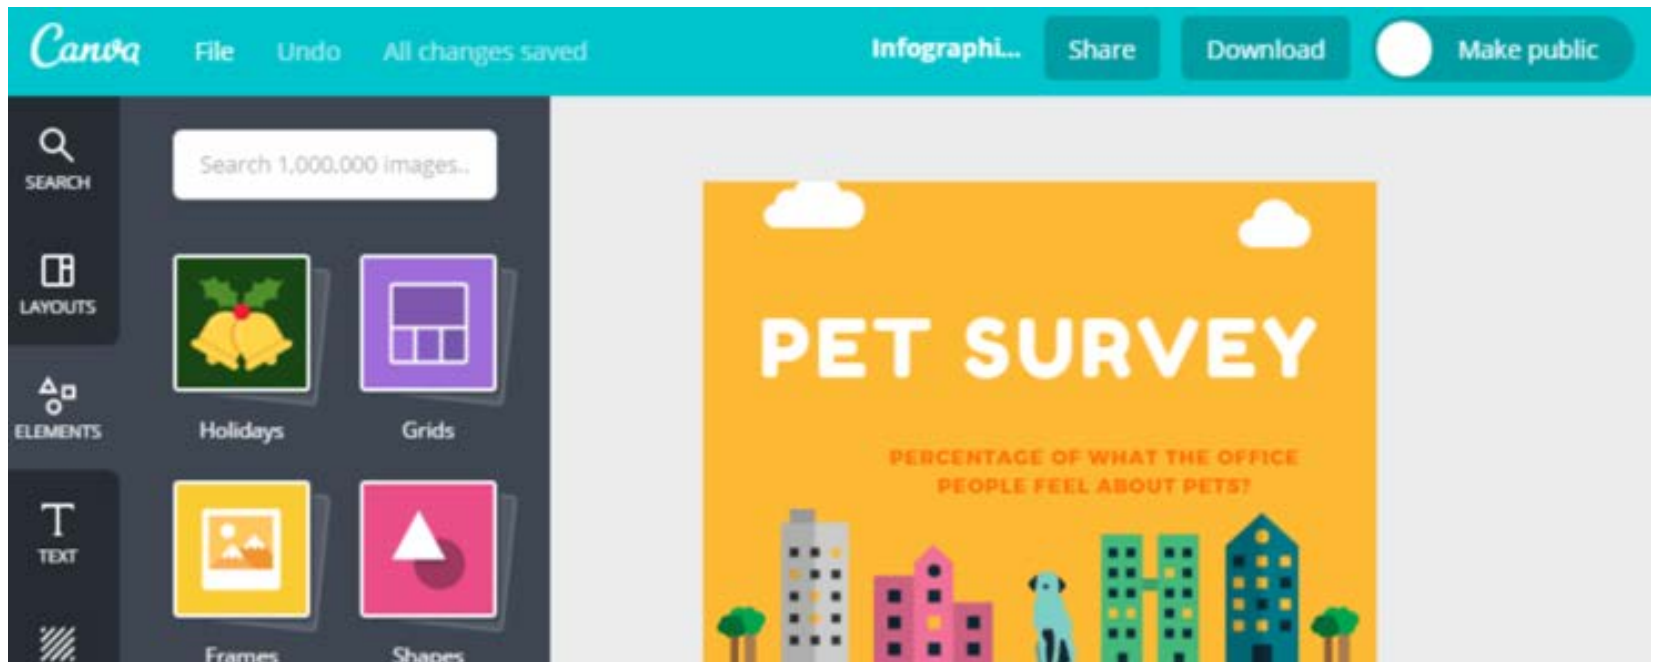 Canva File Undo All changes saved Infographi... Share Download Make public
SEARCH
Search 1,000,000 images..
LAYOUTS
ELEMENTS
Holidays Grids
TEXT
Frames Shapes
PET SURVEY
PERCENTAGE OF WHAT THE OFFICE
PEOPLE FEEL ABOUT PETS?